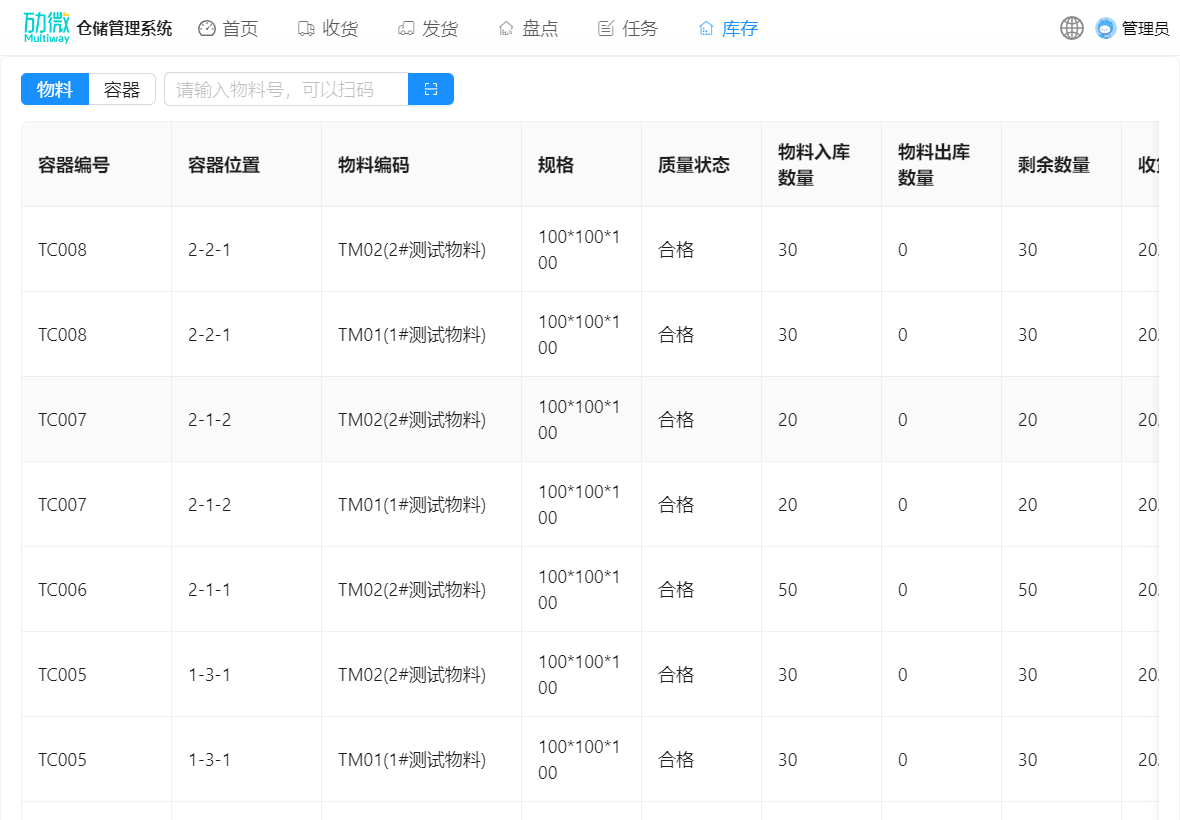 劢微 Multiway 仓储管理系统 首页 收货 发货 盘点 任务 库存 管理员
物料 容器 请输入物料号，可以扫码
容器编号 容器位置 物料编码 规格 质量状态 物料入库数量 物料出库数量 剩余数量 收
TC008 2-2-1 TM02(2#测试物料) 100*100*100 合格 30 0 30 20
TC008 2-2-1 TM01(1#测试物料) 100*100*100 合格 30 0 30 20
TC007 2-1-2 TM02(2#测试物料) 100*100*100 合格 20 0 20 20
TC007 2-1-2 TM01(1#测试物料) 100*100*100 合格 20 0 20 20
TC006 2-1-1 TM02(2#测试物料) 100*100*100 合格 50 0 50 20
TC005 1-3-1 TM02(2#测试物料) 100*100*100 合格 30 0 30 20
TC005 1-3-1 TM01(1#测试物料) 100*100*100 合格 30 0 30 20